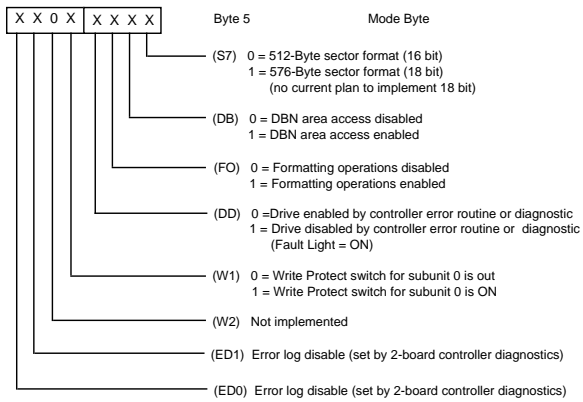 X X 0 X X X X X Byte 5 Mode Byte
(S7) 0 = 512-Byte sector format (16 bit)
1 = 576-Byte sector format (18 bit)
(no current plan to implement 18 bit)
(DB) 0 = DBN area access disabled
1 = DBN area access enabled
(FO) 0 = Formatting operations disabled
1 = Formatting operations enabled
(DD) 0 =Drive enabled by controller error routine or diagnostic
1 = Drive disabled by controller error routine or diagnostic
(Fault Light = ON)
(W1) 0 = Write Protect switch for subunit 0 is out
1 = Write Protect switch for subunit 0 is ON
(W2) Not implemented
(ED1) Error log disable (set by 2-board controller diagnostics)
(ED0) Error log disable (set by 2-board controller diagnostics)